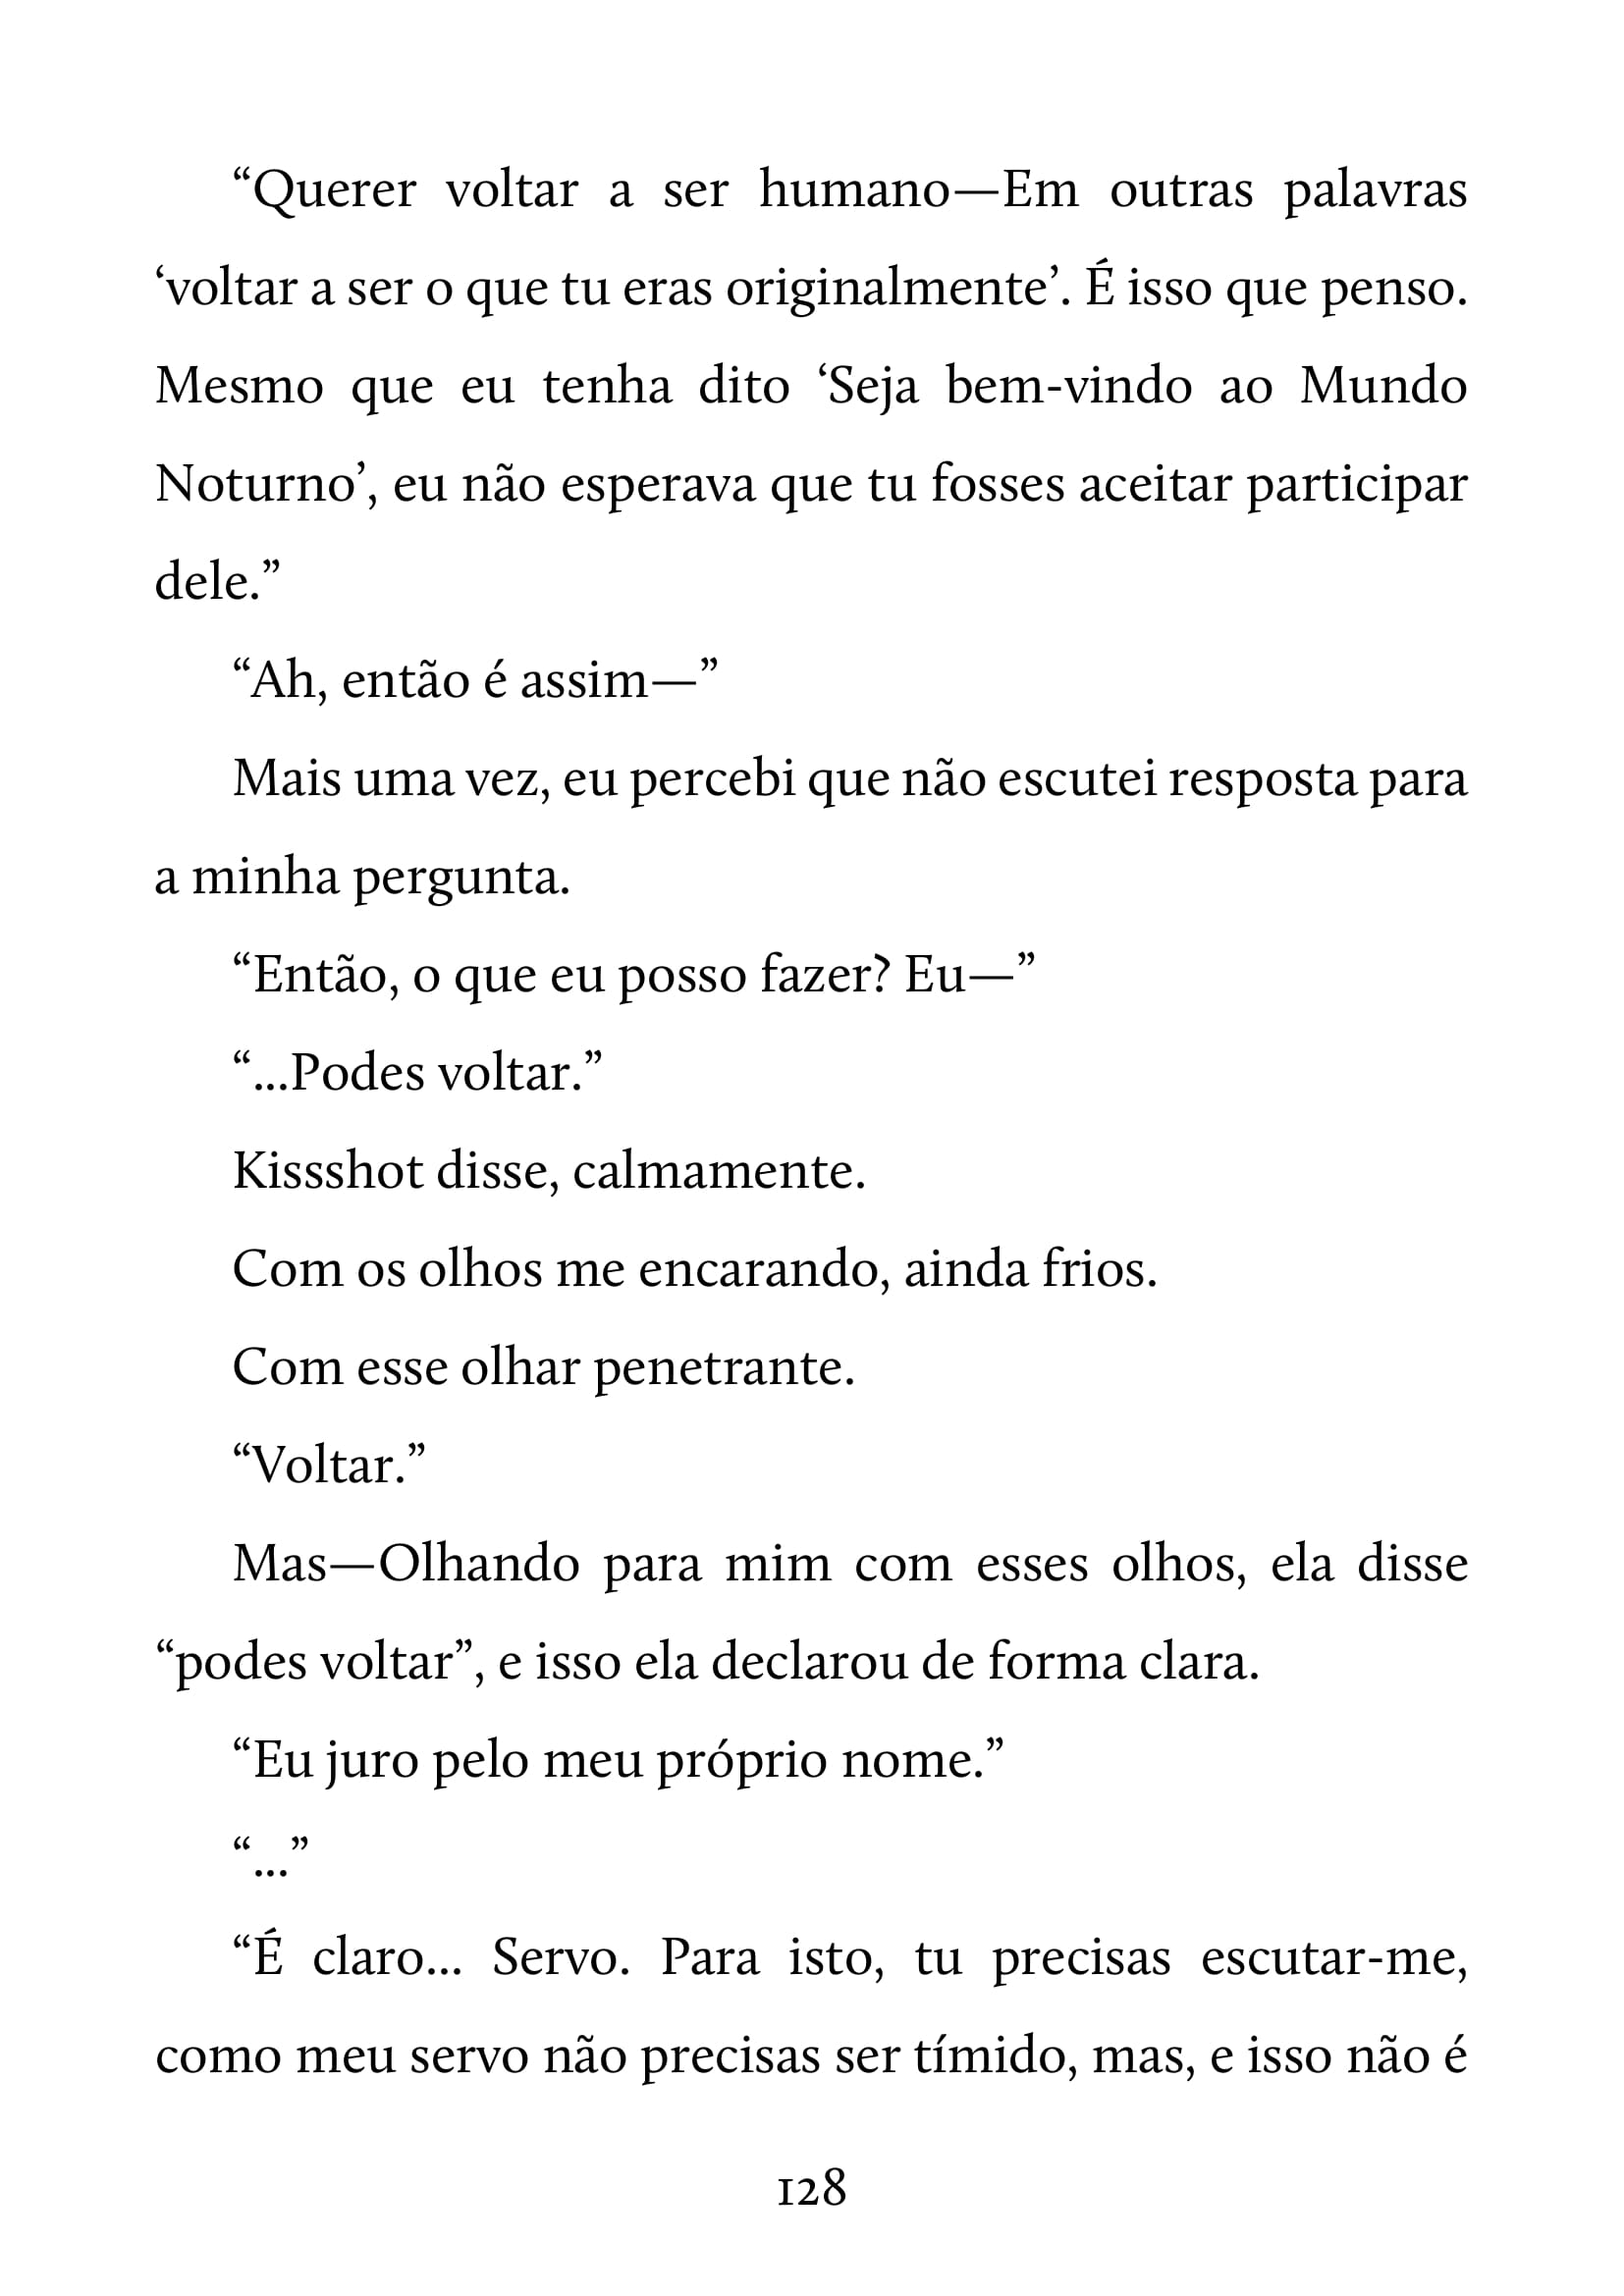 “Querer voltar a ser humano—Em outras palavras
‘voltar a ser o que tu eras originalmente’. É isso que penso.
Mesmo que eu tenha dito ‘Seja bem-vindo ao Mundo
Noturno’, eu não esperava que tu fosses aceitar participar
dele.”
“Ah, então é assim—”
Mais uma vez, eu percebi que não escutei resposta para
a minha pergunta.
“Então, o que eu posso fazer? Eu—”
“...Podes voltar.”
Kissshot disse, calmamente.
Com os olhos me encarando, ainda frios.
Com esse olhar penetrante.
“Voltar.”
Mas—Olhando para mim com esses olhos, ela disse
“podes voltar”, e isso ela declarou de forma clara.
“Eu juro pelo meu próprio nome.”
“...”
“É claro... Servo. Para isto, tu precisas escutar-me,
como meu servo não precisas ser tímido, mas, e isso não é
128